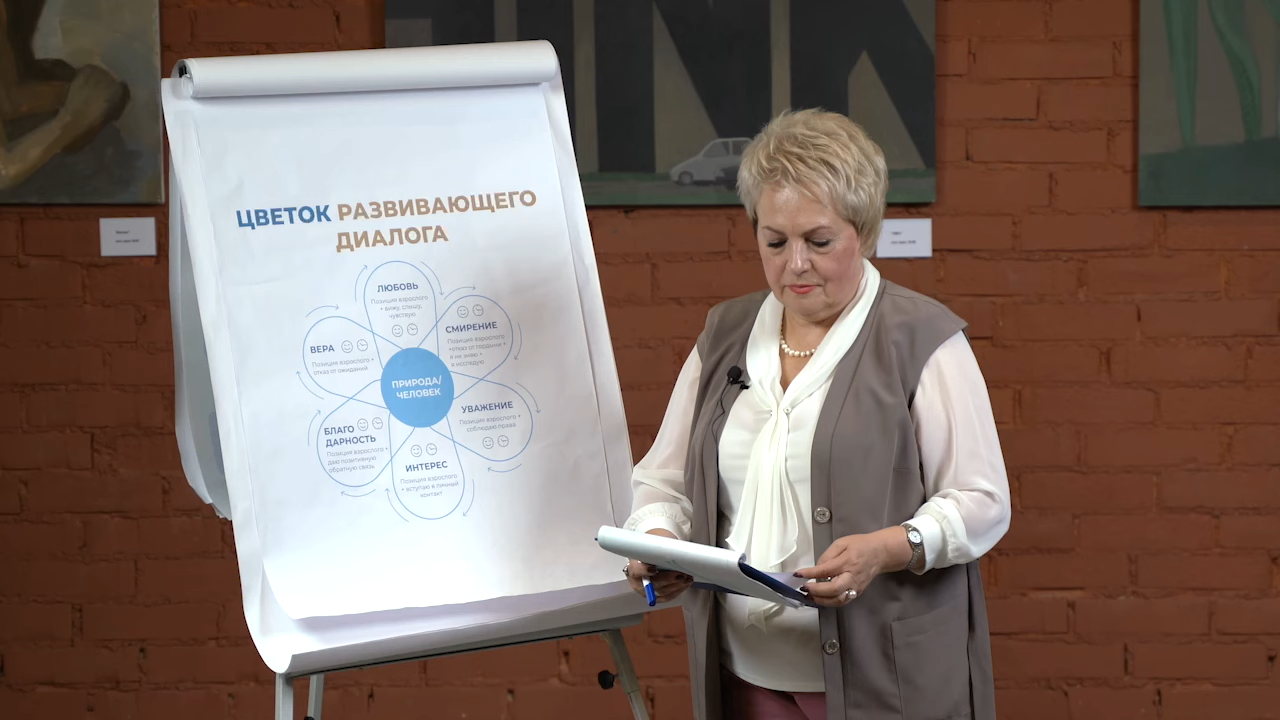 ЦВЕТОК РАЗВИВАЮЩЕГО
ДИАЛОГА
ЛЮБОВЬ
Позиция взрослого
+ вижу, слышу,
чувствую
СМИРЕНИЕ
Позиция взрослого
+отказ от гордыни +
я не знаю, +
я исследую
ВЕРА
Позиция взрослого +
отказ от ожиданий
ПРИРОДА/
ЧЕЛОВЕК
УВАЖЕНИЕ
Позиция взрослого +
соблюдаю права
БЛАГО
ДАРНОСТЬ
Позиция взрослого +
даю позитивную
обратную связь
ИНТЕРЕС
Позиция взрослого
+ вступаю в личный
контакт